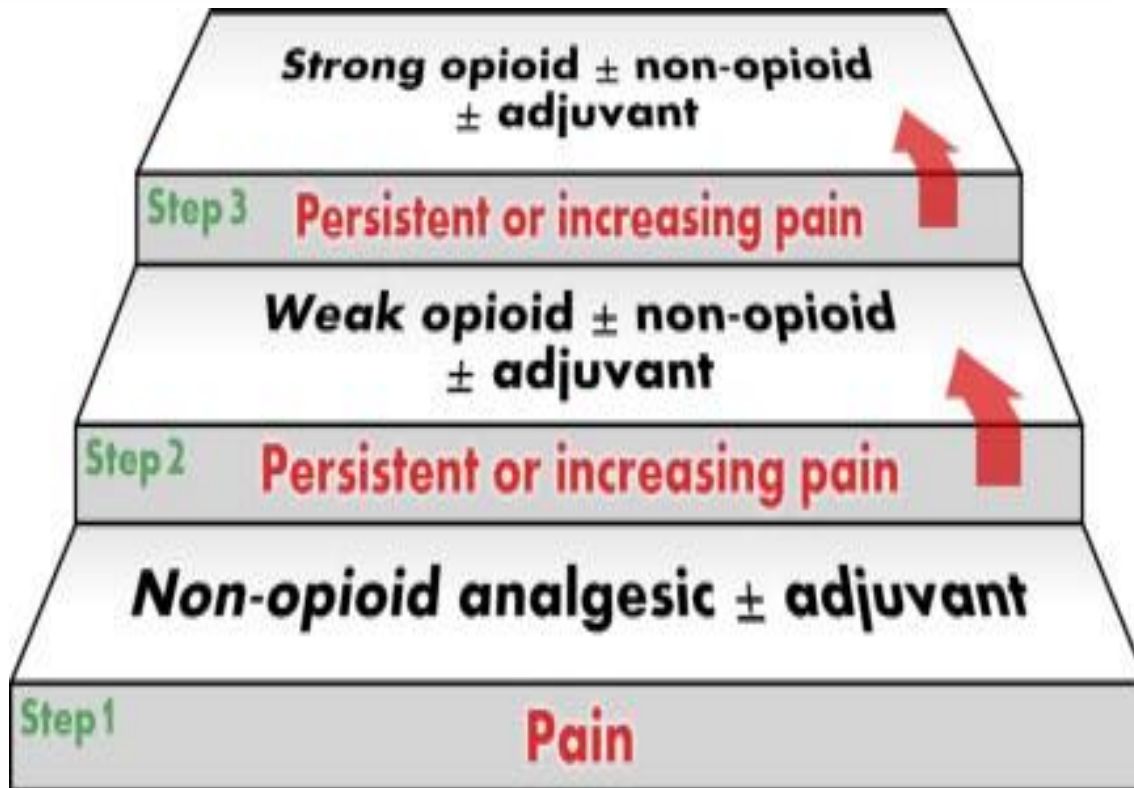 Strong opioid ± non-opioid
± adjuvant
Step 3 Persistent or increasing pain
Weak opioid ± non-opioid
± adjuvant
Step 2 Persistent or increasing pain
Non-opioid analgesic ± adjuvant
Step 1 Pain